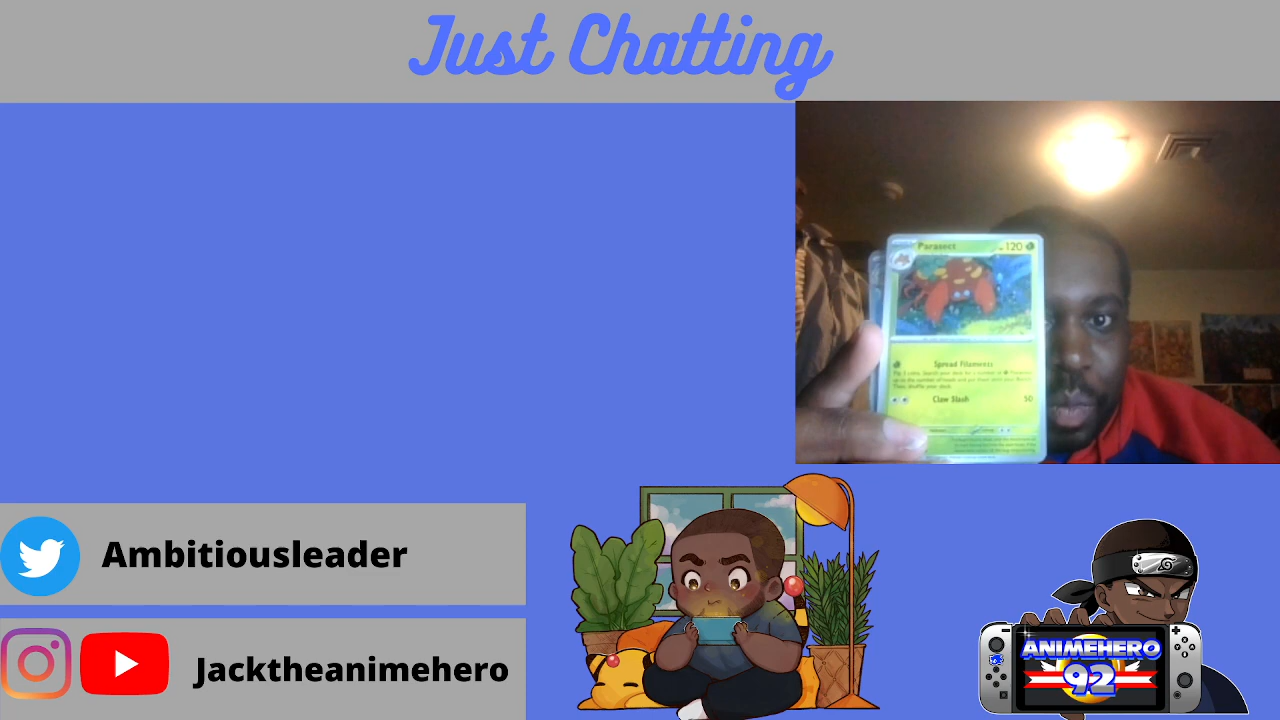 Just Chatting
Parasect 120
Spread Filaments
Claw Slash 50
Ambitiousleader
Jacktheanimehero
ANIMEHERO
92